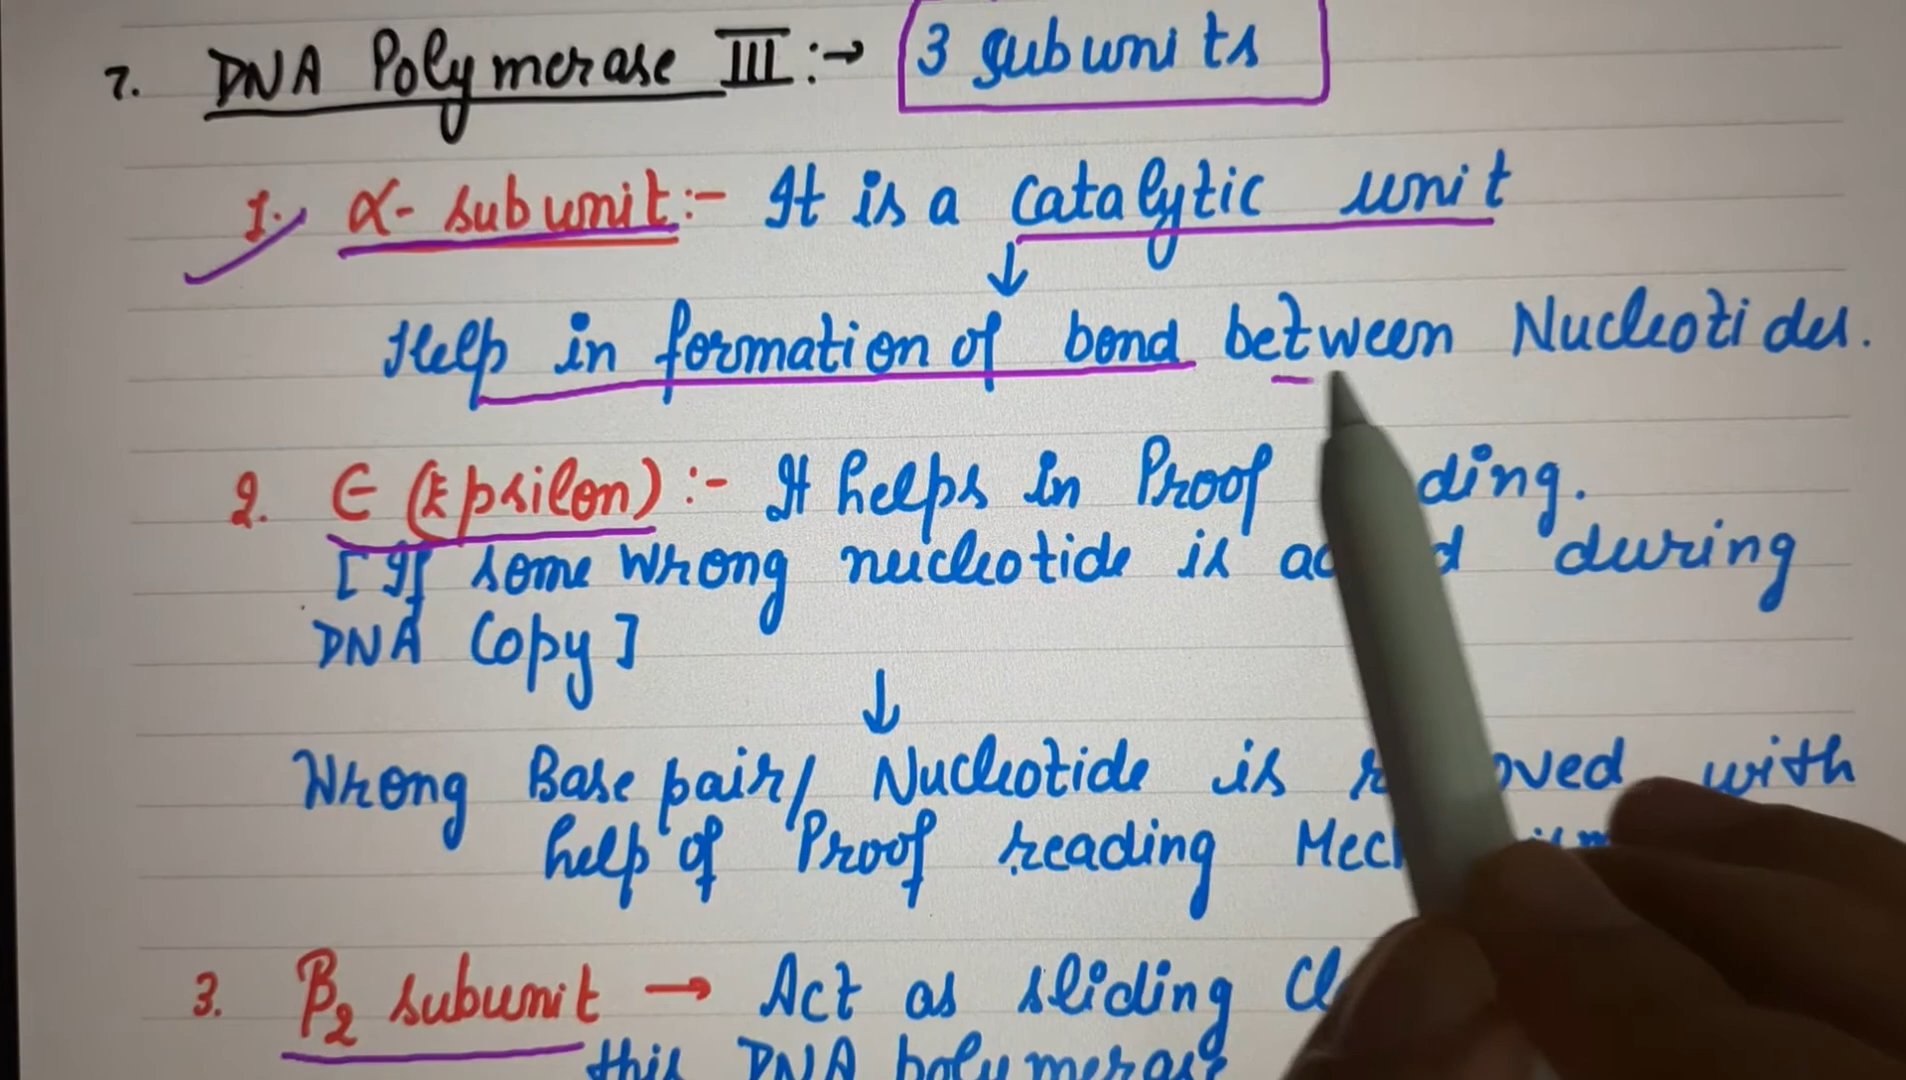 7. DNA Polymerase III :→ 3 subunits
1. α- subunit :- It is a catalytic unit
↓
Help in formation of bond between Nucleotides.
2. ∈ (Epsilon) :- It helps in Proof ding.
[If some wrong nucleotide is during
DNA Copy]
↓
Wrong Base pair/ Nucleotide is with
help of Proof reading
3. β2 subunit → Act as sliding
this DNA polymerase